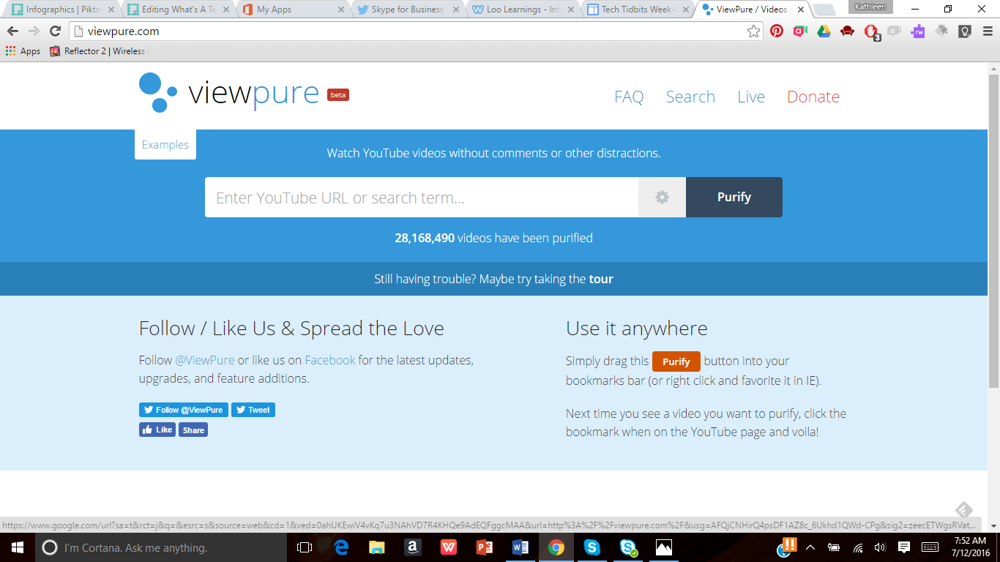 Infographics | Pikto
Editing What's A Te
My Apps
Skype for Business
Loo Learnings - Int
Tech Tidbits Week-
ViewPure / Videos
Kathleen
viewpure.com
3
rw
Apps
Reflector 2 | Wireless
viewpure beta
FAQ Search Live Donate
Examples
Watch YouTube videos without comments or other distractions.
Enter YouTube URL or search term...
Purify
28,168,490 videos have been purified
Still having trouble? Maybe try taking the tour
Follow / Like Us & Spread the Love
Follow @ViewPure or like us on Facebook for the latest updates,
upgrades, and feature additions.
Follow @ViewPure Tweet
Like Share
Use it anywhere
Simply drag this Purify button into your
bookmarks bar (or right click and favorite it in IE).
Next time you see a video you want to purify, click the
bookmark when on the YouTube page and voila!
https://www.google.com/url?sa=t&rct=j&q=&esrc=s&source=web&cd=1&ved=0ahUKEwiV4vKq7u3NAhVD7R4KHQe9AdEQFggcMAA&url=http%3A%2F%2Fviewpure.com%2F&usg=AFQjCNHirQ4psDF1AZ8c_6Ukhd1QWd-CPg&sig2=zeecETWgsRVat...
I'm Cortana. Ask me anything.
7:52 AM
7/12/2016